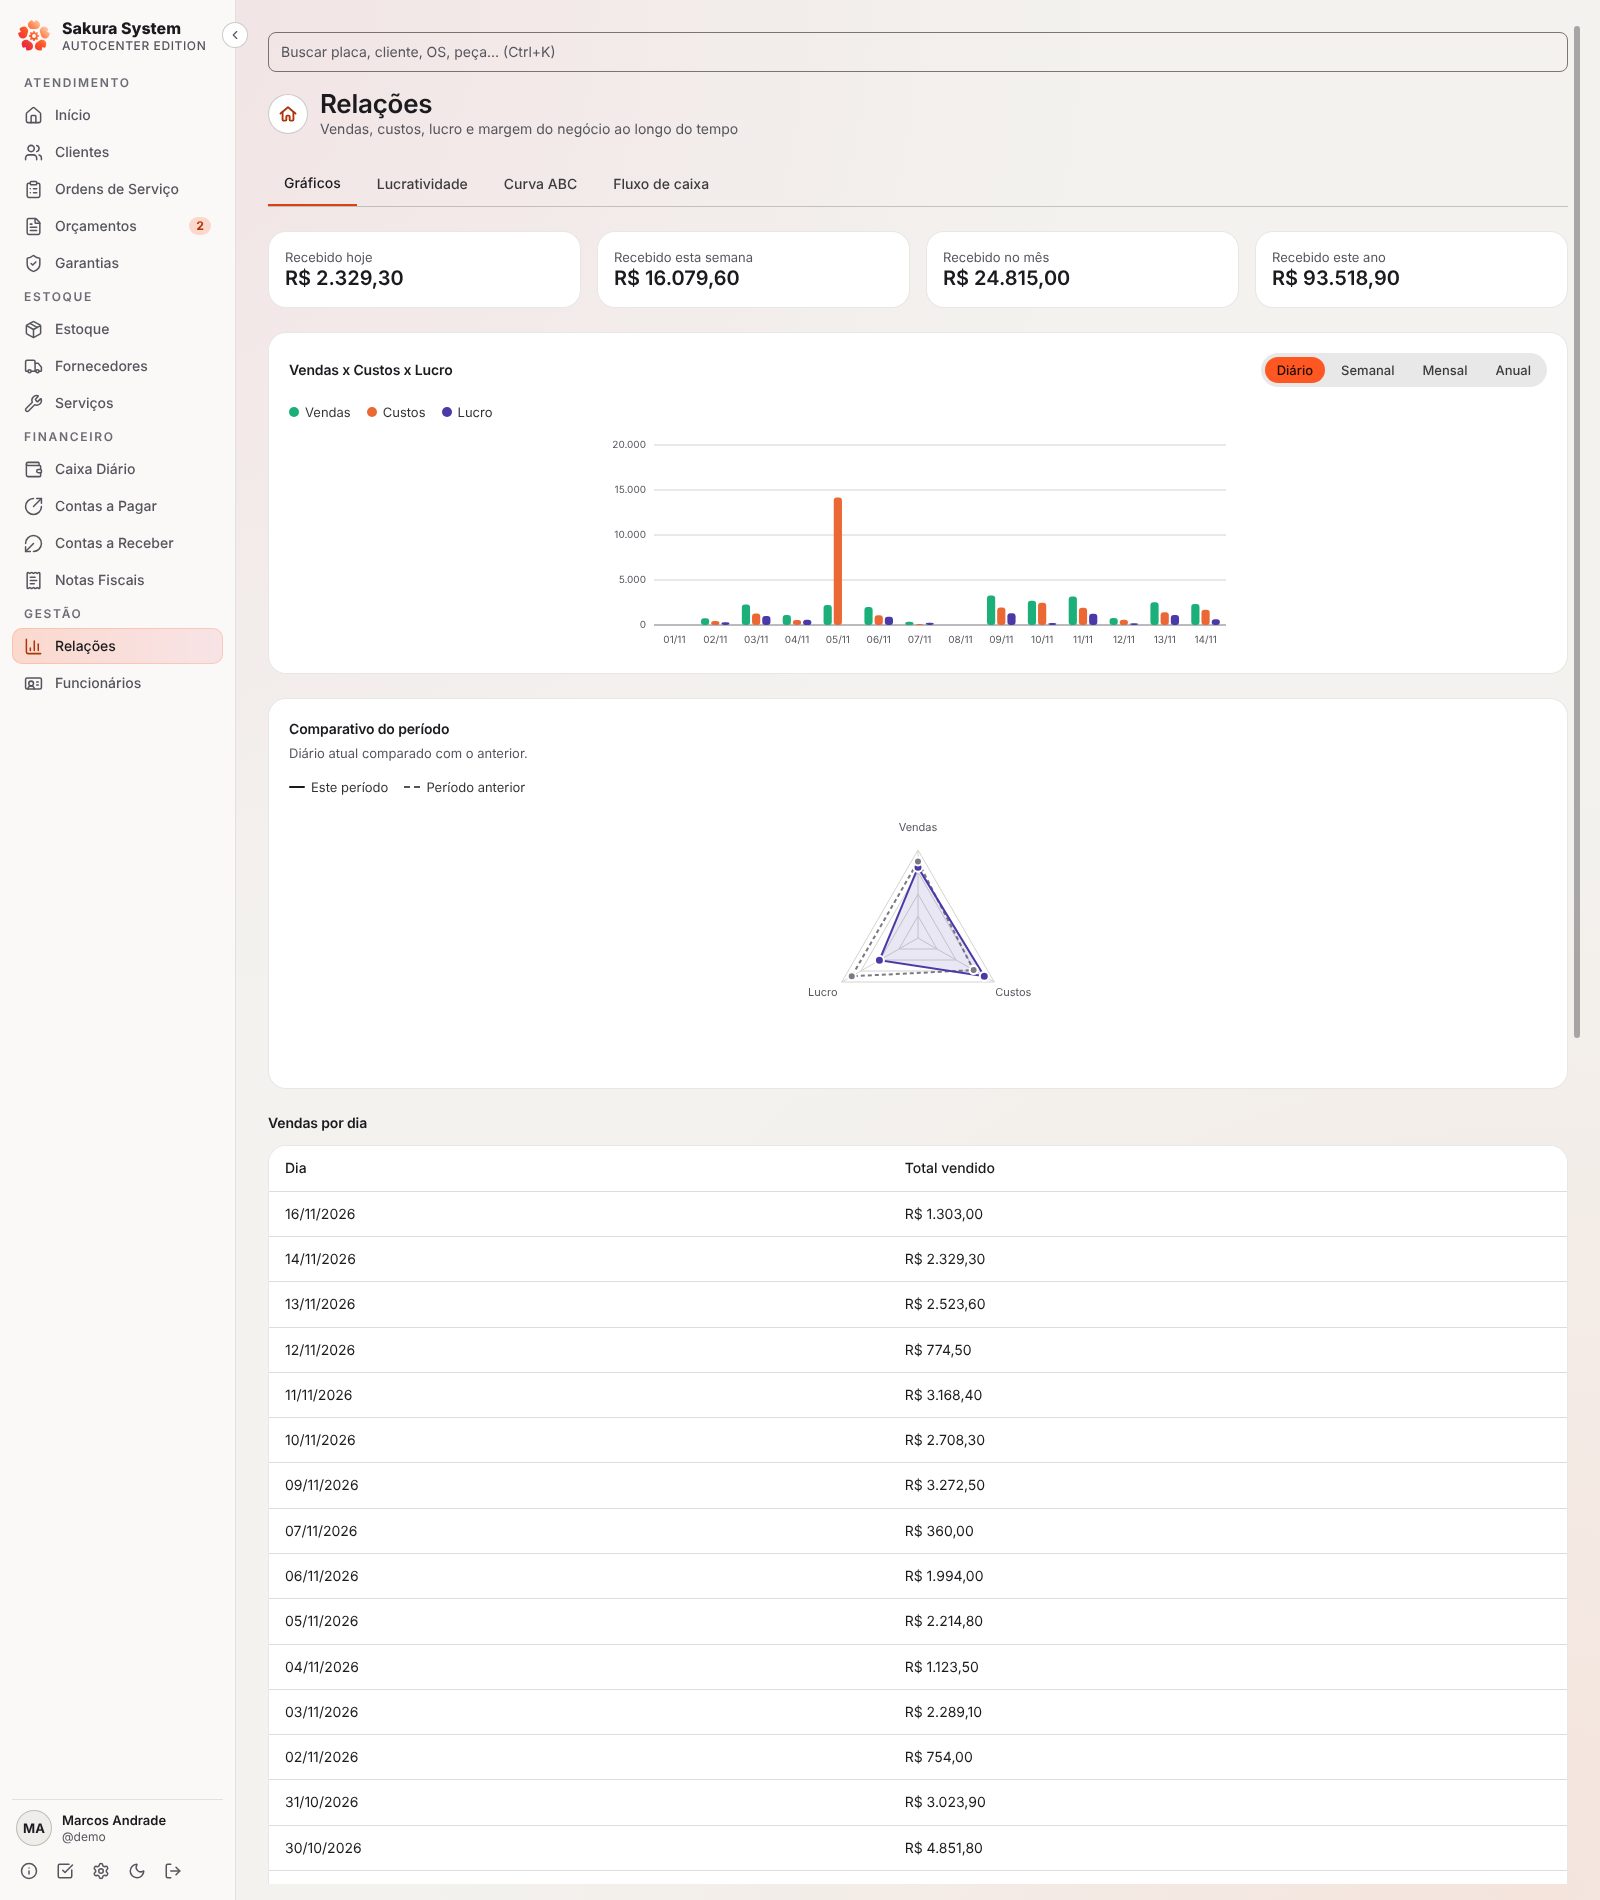 Sakura System
AUTOCENTER EDITION
ATENDIMENTO
Início
Clientes
Ordens de Serviço
Orçamentos 2
Garantias
ESTOQUE
Estoque
Fornecedores
Serviços
FINANCEIRO
Caixa Diário
Contas a Pagar
Contas a Receber
Notas Fiscais
GESTÃO
Relações
Funcionários
MA
Marcos Andrade
@demo
Buscar placa, cliente, OS, peça... (Ctrl+K)
Relações
Vendas, custos, lucro e margem do negócio ao longo do tempo
Gráficos Lucratividade Curva ABC Fluxo de caixa
Recebido hoje
R$ 2.329,30
Recebido esta semana
R$ 16.079,60
Recebido no mês
R$ 24.815,00
Recebido este ano
R$ 93.518,90
Vendas x Custos x Lucro
Diário Semanal Mensal Anual
Vendas Custos Lucro
20.000
15.000
10.000
5.000
0
01/11 02/11 03/11 04/11 05/11 06/11 07/11 08/11 09/11 10/11 11/11 12/11 13/11 14/11
Comparativo do período
Diário atual comparado com o anterior.
Este período Período anterior
Vendas
Lucro Custos
Vendas por dia
Dia Total vendido
16/11/2026 R$ 1.303,00
14/11/2026 R$ 2.329,30
13/11/2026 R$ 2.523,60
12/11/2026 R$ 774,50
11/11/2026 R$ 3.168,40
10/11/2026 R$ 2.708,30
09/11/2026 R$ 3.272,50
07/11/2026 R$ 360,00
06/11/2026 R$ 1.994,00
05/11/2026 R$ 2.214,80
04/11/2026 R$ 1.123,50
03/11/2026 R$ 2.289,10
02/11/2026 R$ 754,00
31/10/2026 R$ 3.023,90
30/10/2026 R$ 4.851,80